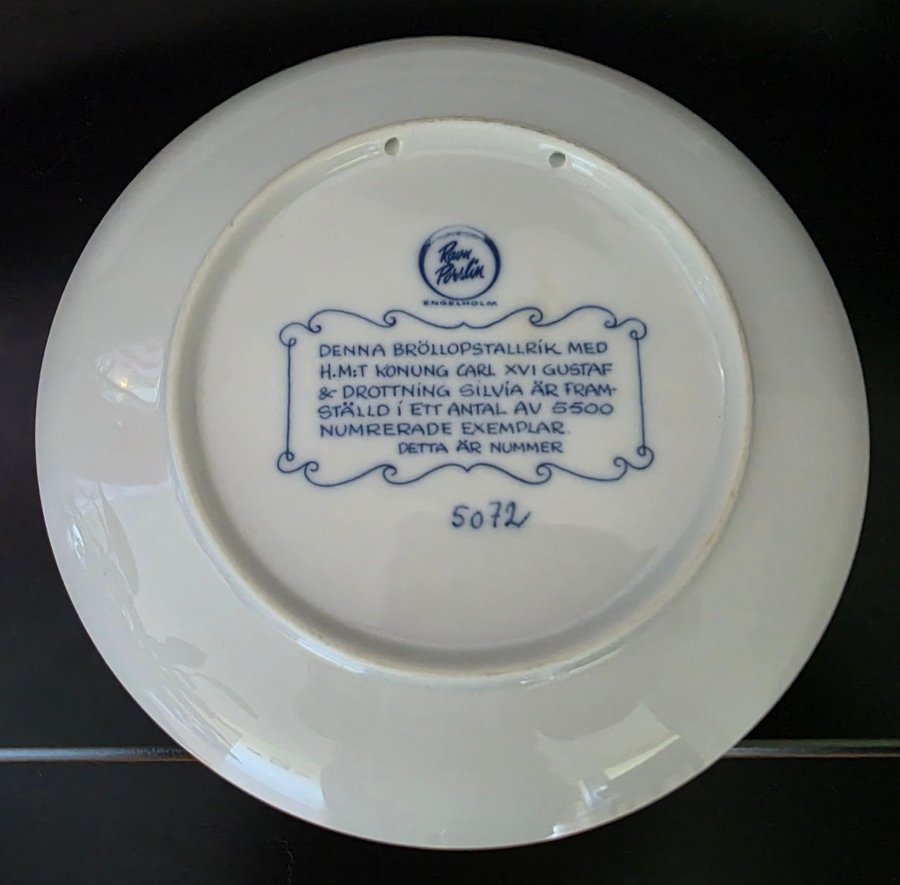 Ravn
Porslin
ENGELHOLM
DENNA BRÖLLOPSTALLRIK MED
H.M:T KONUNG CARL XVI GUSTAF
& DROTTNING SILVIA ÄR FRAM-
STÄLLD I ETT ANTAL AV 5500
NUMRERADE EXEMPLAR.
DETTA ÄR NUMMER
5072